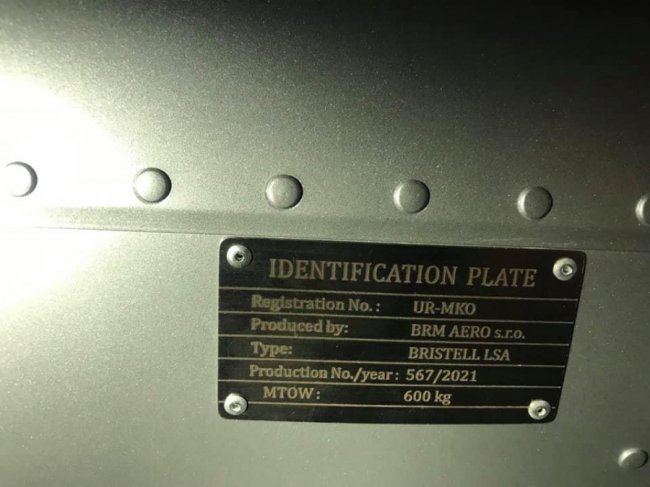 IDENTIFICATION PLATE
Registration No.: UR-MKO
Produced by: BRM AERO s.r.o.
Type: BRISTELL LSA
Production No./year: 567/2021
MTOW: 600 kg